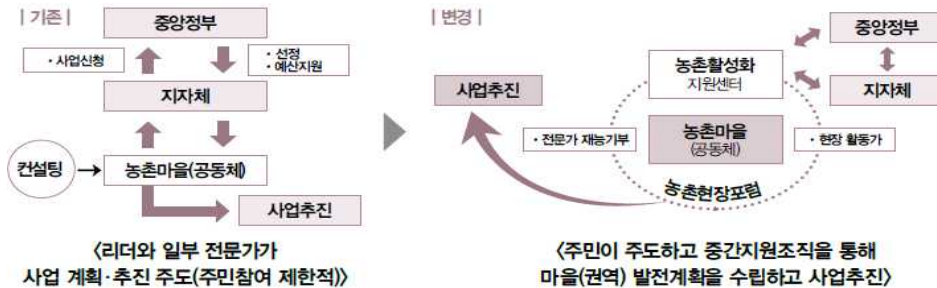 | 기존 |
중앙정부
• 사업신청
• 선정
• 예산지원
지자체
컨설팅
농촌마을(공동체)
사업추진
〈리더와 일부 전문가가
사업 계획·추진 주도(주민참여 제한적)〉
| 변경 |
중앙정부
농촌활성화
지원센터
지자체
사업추진
• 전문가 재능기부
농촌마을
(공동체)
• 현장 활동가
농촌현장포럼
〈주민이 주도하고 중간지원조직을 통해
마을(권역) 발전계획을 수립하고 사업추진〉